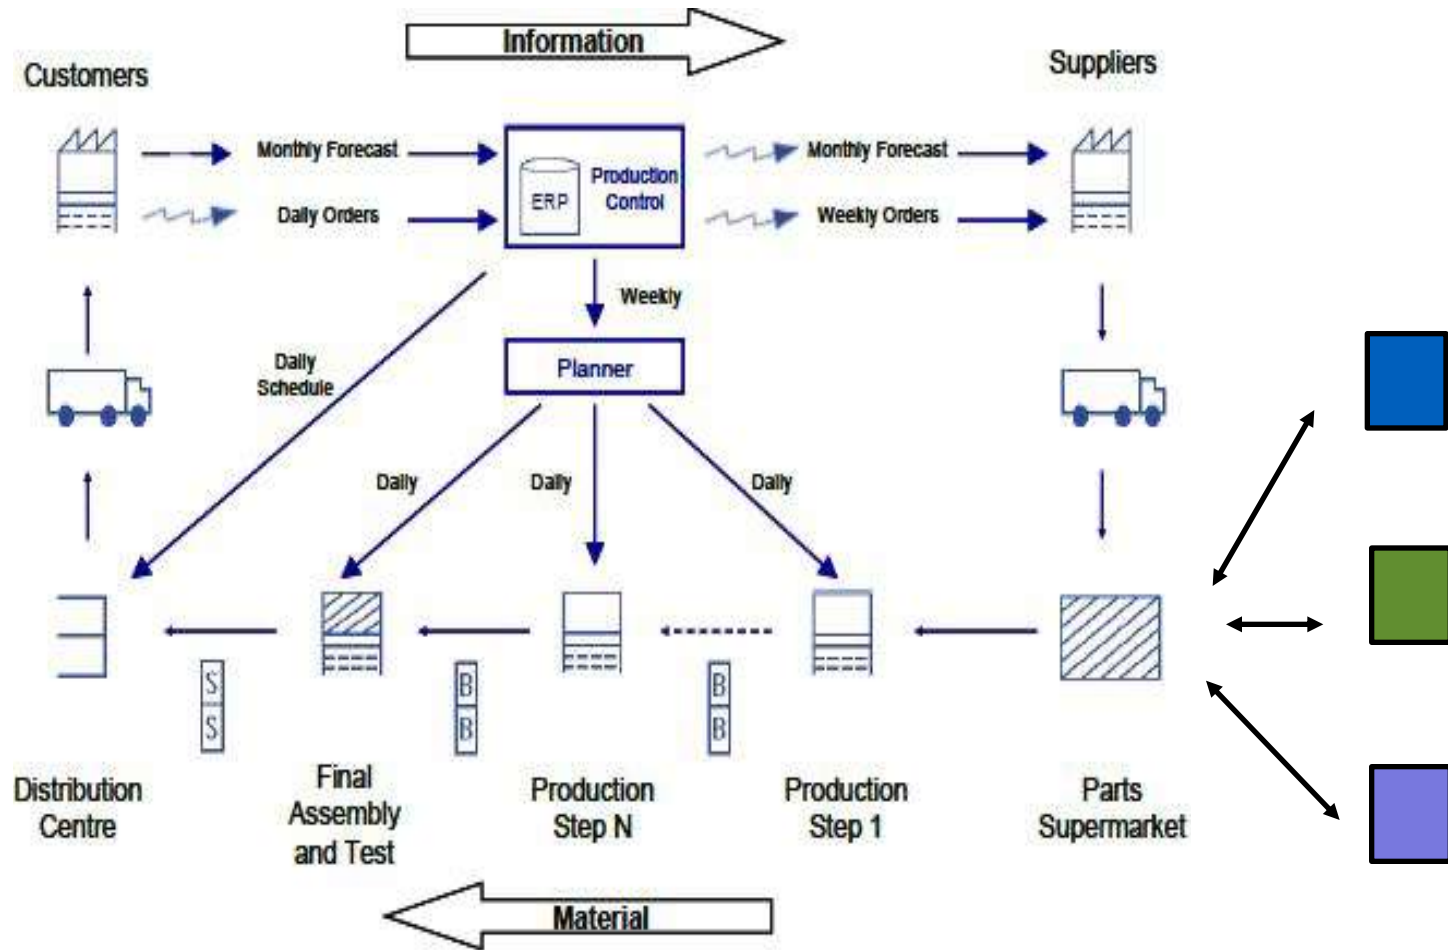 Information
Customers
Suppliers
Monthly Forecast
Daily Orders
ERP
Production
Control
Monthly Forecast
Weekly Orders
Weekly
Daily
Schedule
Planner
Daily
Daily
Daily
S
S
B
B
B
B
Distribution
Centre
Final
Assembly
and Test
Production
Step N
Production
Step 1
Parts
Supermarket
Material